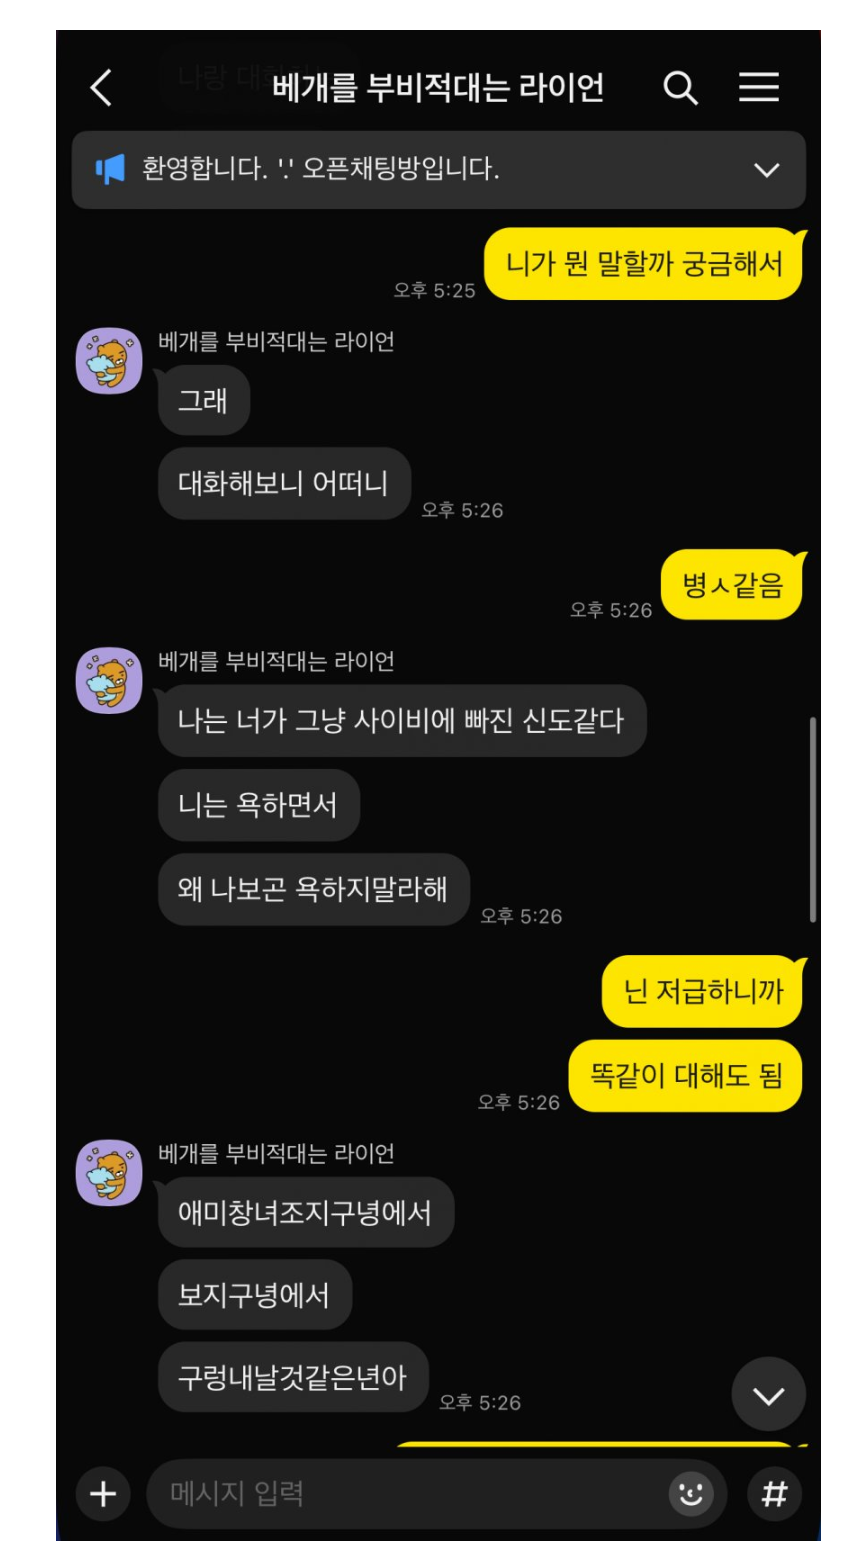 베개를 부비적대는 라이언
환영합니다. '.' 오픈채팅방입니다.
니가 뭔 말할까 궁금해서
오후 5:25
베개를 부비적대는 라이언
그래
대화해보니 어떠니
오후 5:26
병ㅅ같음
오후 5:26
베개를 부비적대는 라이언
나는 너가 그냥 사이비에 빠진 신도같다
니는 욕하면서
왜 나보곤 욕하지말라해
오후 5:26
닌 저급하니까
똑같이 대해도 됨
오후 5:26
베개를 부비적대는 라이언
애미창녀조지구녕에서
보지구녕에서
구렁내날것같은년아
오후 5:26
메시지 입력
#